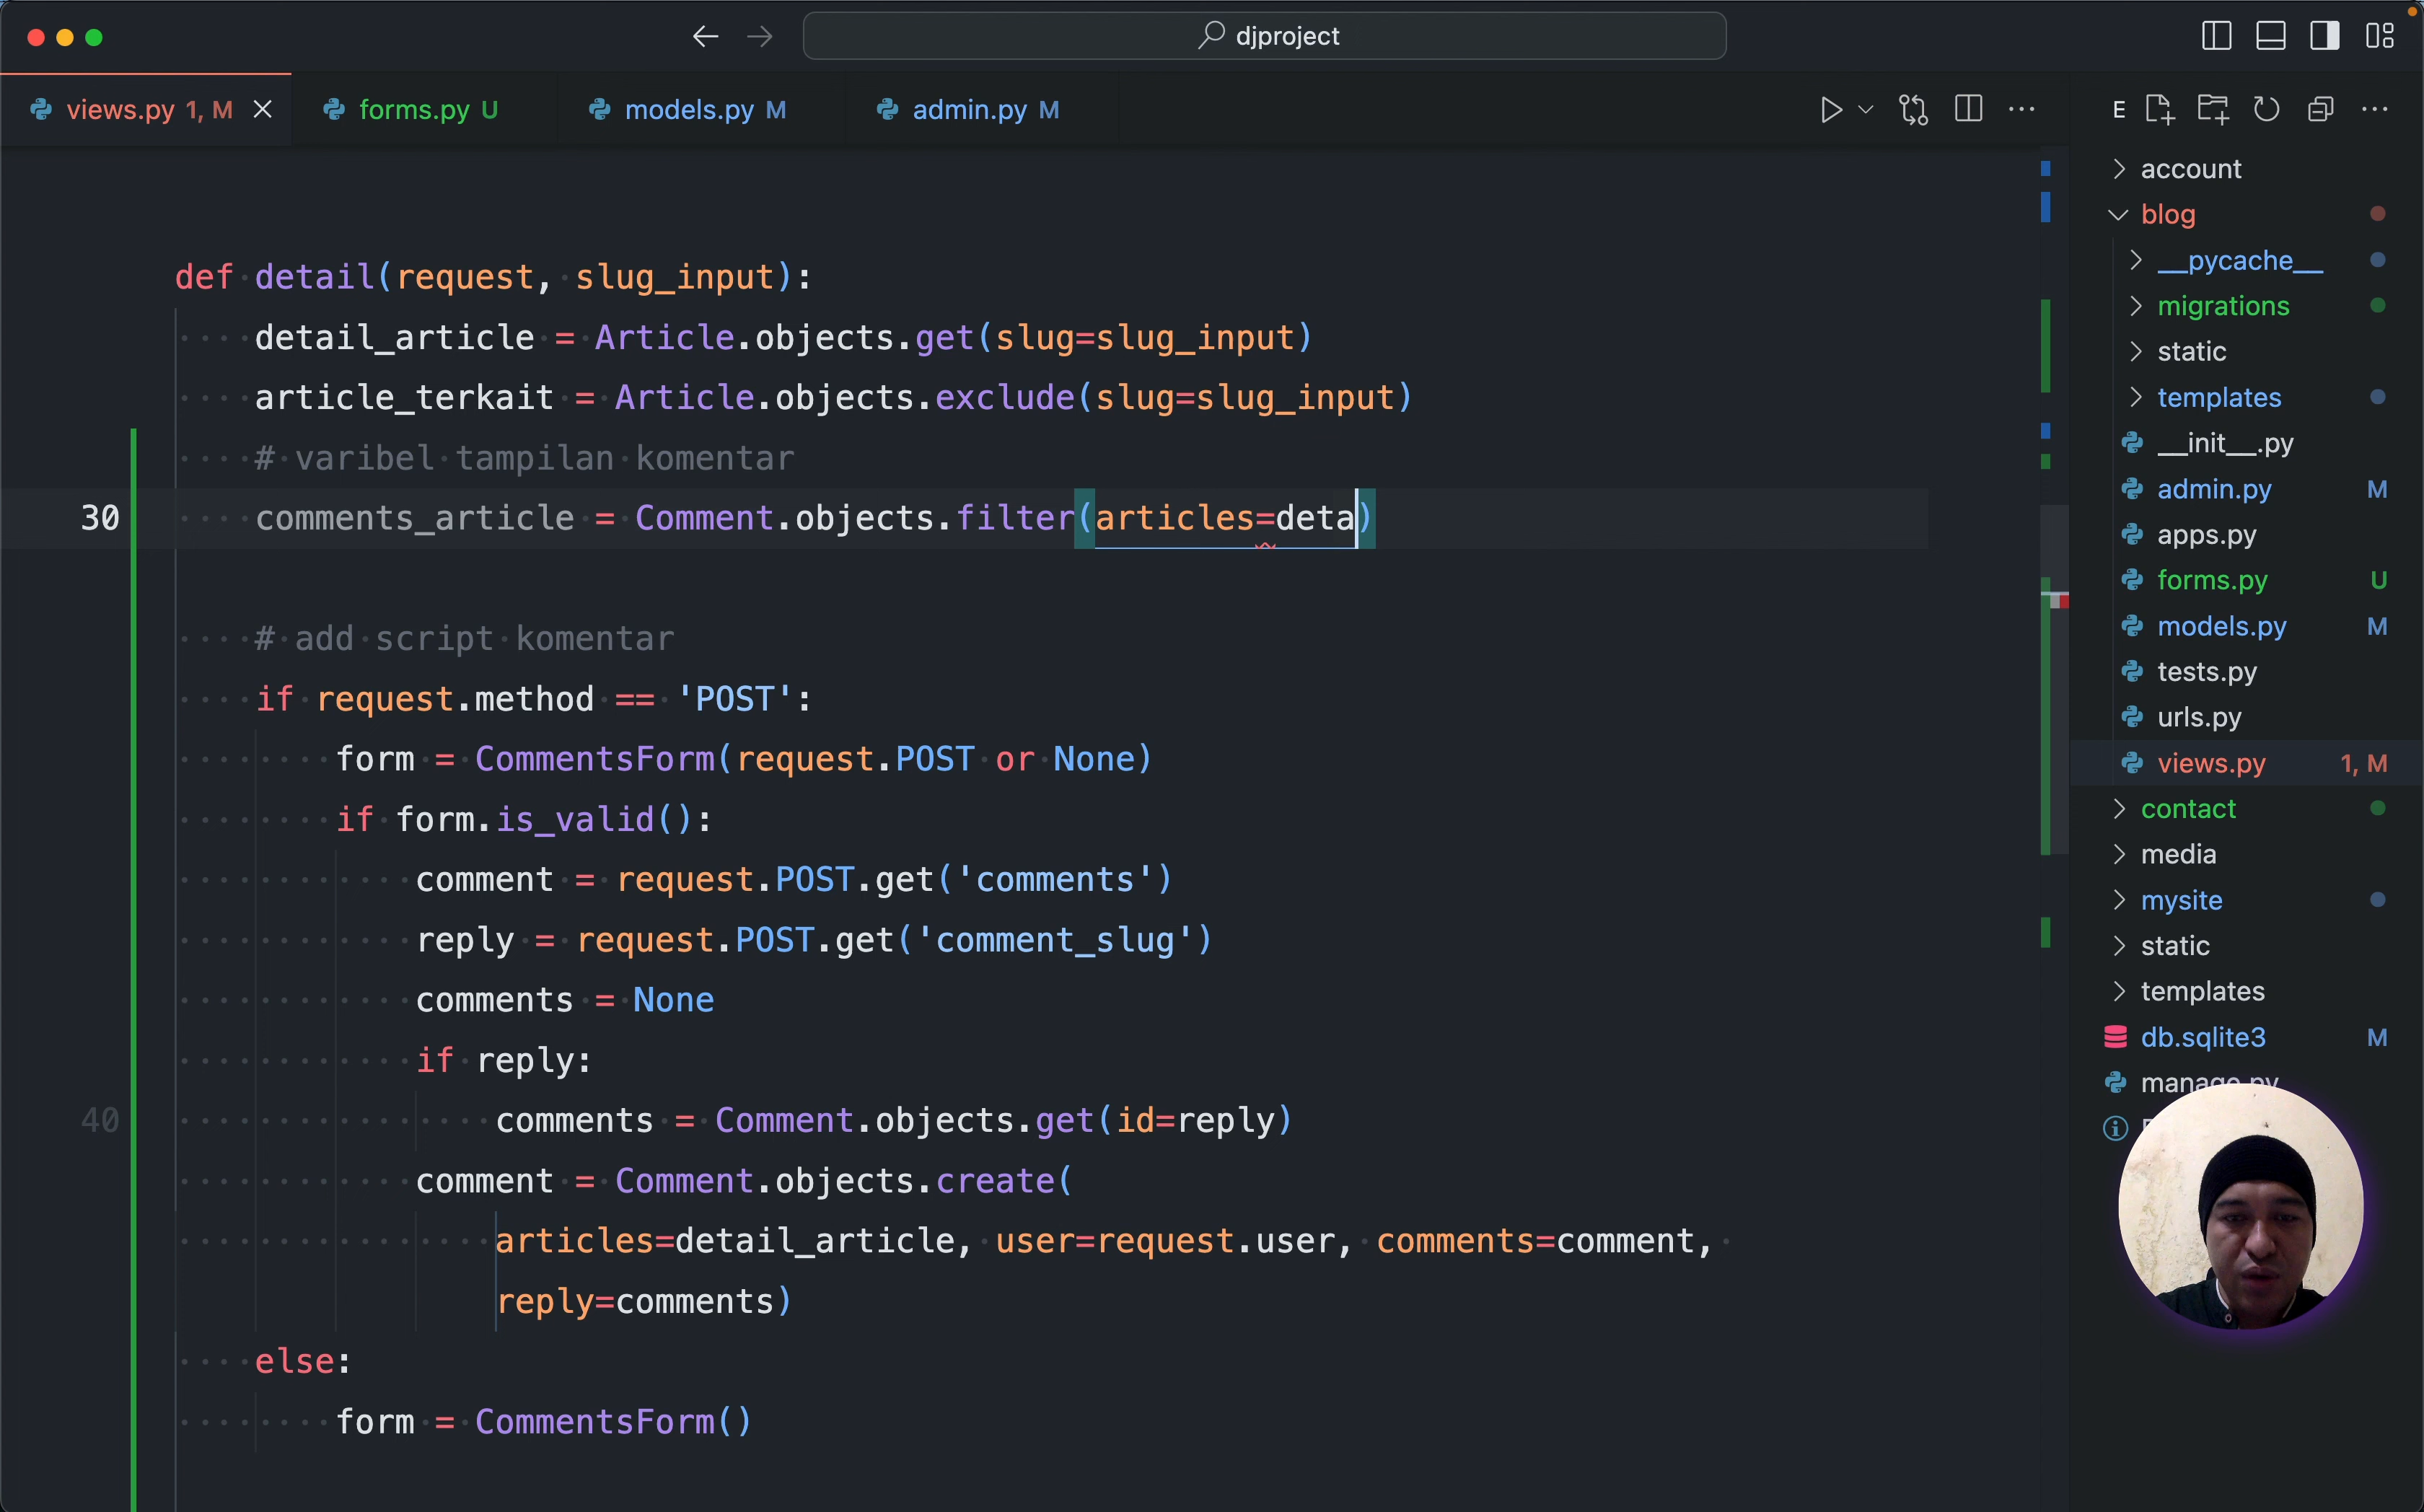 djproject
views.py 1, M
forms.py U
models.py M
admin.py M
E
def detail(request, slug_input):
detail_article = Article.objects.get(slug=slug_input)
article_terkait = Article.objects.exclude(slug=slug_input)
# varibel tampilan komentar
30 comments_article = Comment.objects.filter(articles=deta)
# add script komentar
if request.method == 'POST':
form = CommentsForm(request.POST or None)
if form.is_valid():
comment = request.POST.get('comments')
reply = request.POST.get('comment_slug')
comments = None
if reply:
40 comments = Comment.objects.get(id=reply)
comment = Comment.objects.create(
articles=detail_article, user=request.user, comments=comment,
reply=comments)
else:
form = CommentsForm()
account
blog
__pycache__
migrations
static
templates
__init__.py
admin.py M
apps.py
forms.py U
models.py M
tests.py
urls.py
views.py 1, M
contact
media
mysite
static
templates
db.sqlite3 M
manage.py